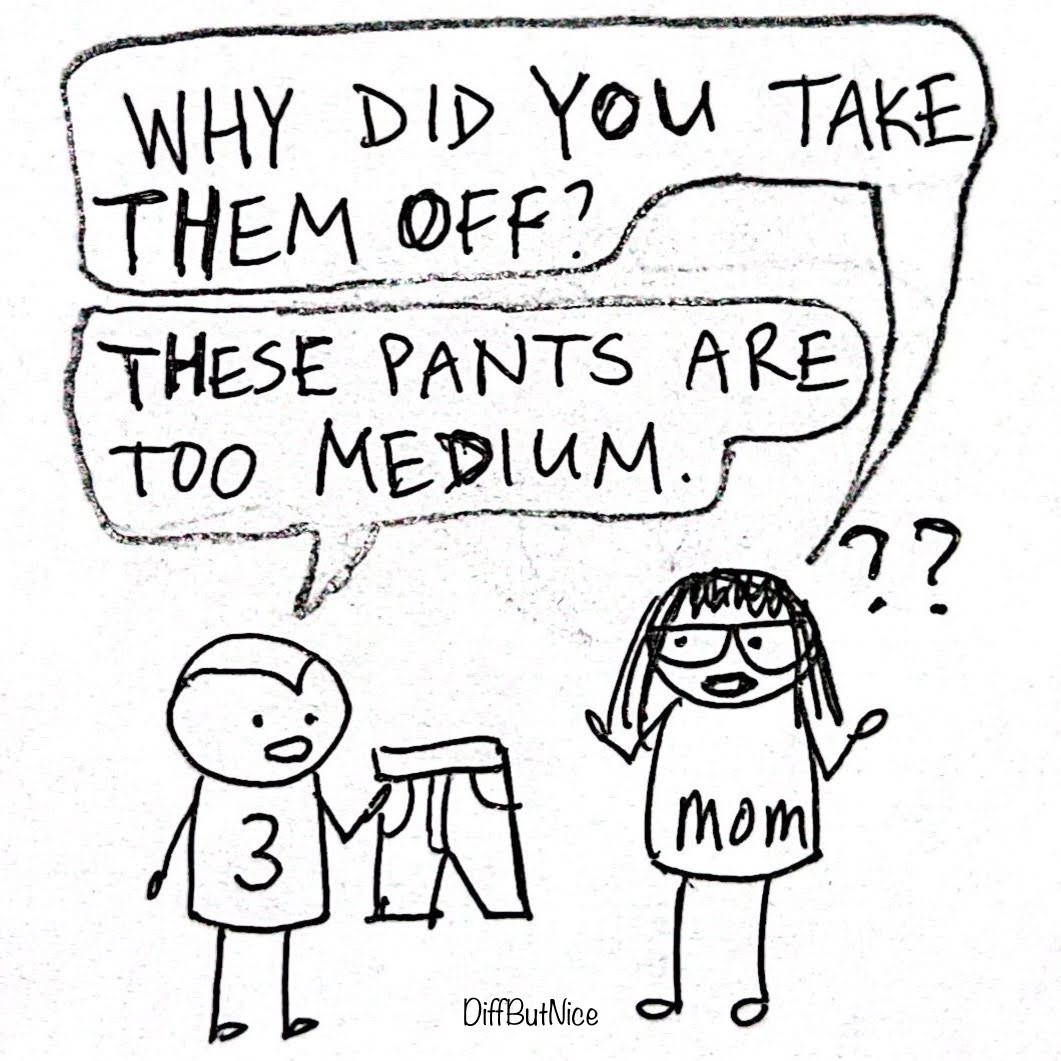 WHY DID YOU TAKE
THEM OFF?
THESE PANTS ARE
TOO MEDIUM.
??
3
mom
DiffButNice